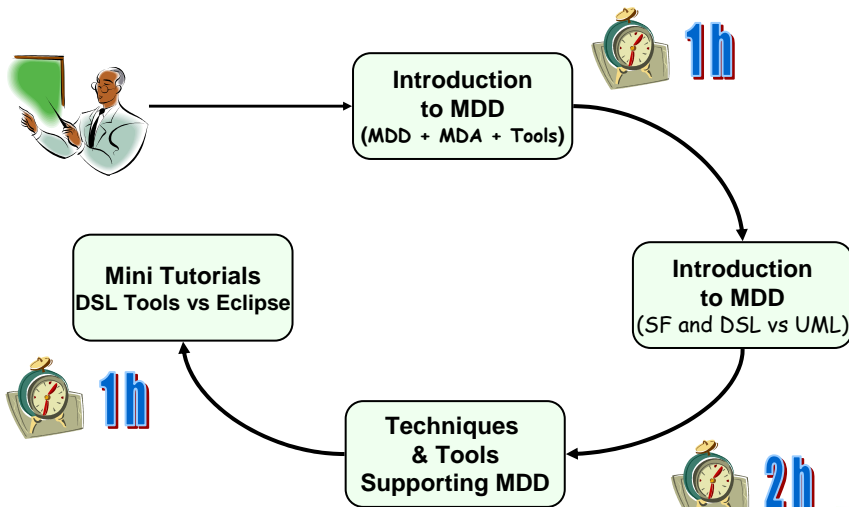 1h
Introduction
to MDD
(MDD + MDA + Tools)
Introduction
to MDD
(SF and DSL vs UML)
2h
Techniques
& Tools
Supporting MDD
1h
Mini Tutorials
DSL Tools vs Eclipse